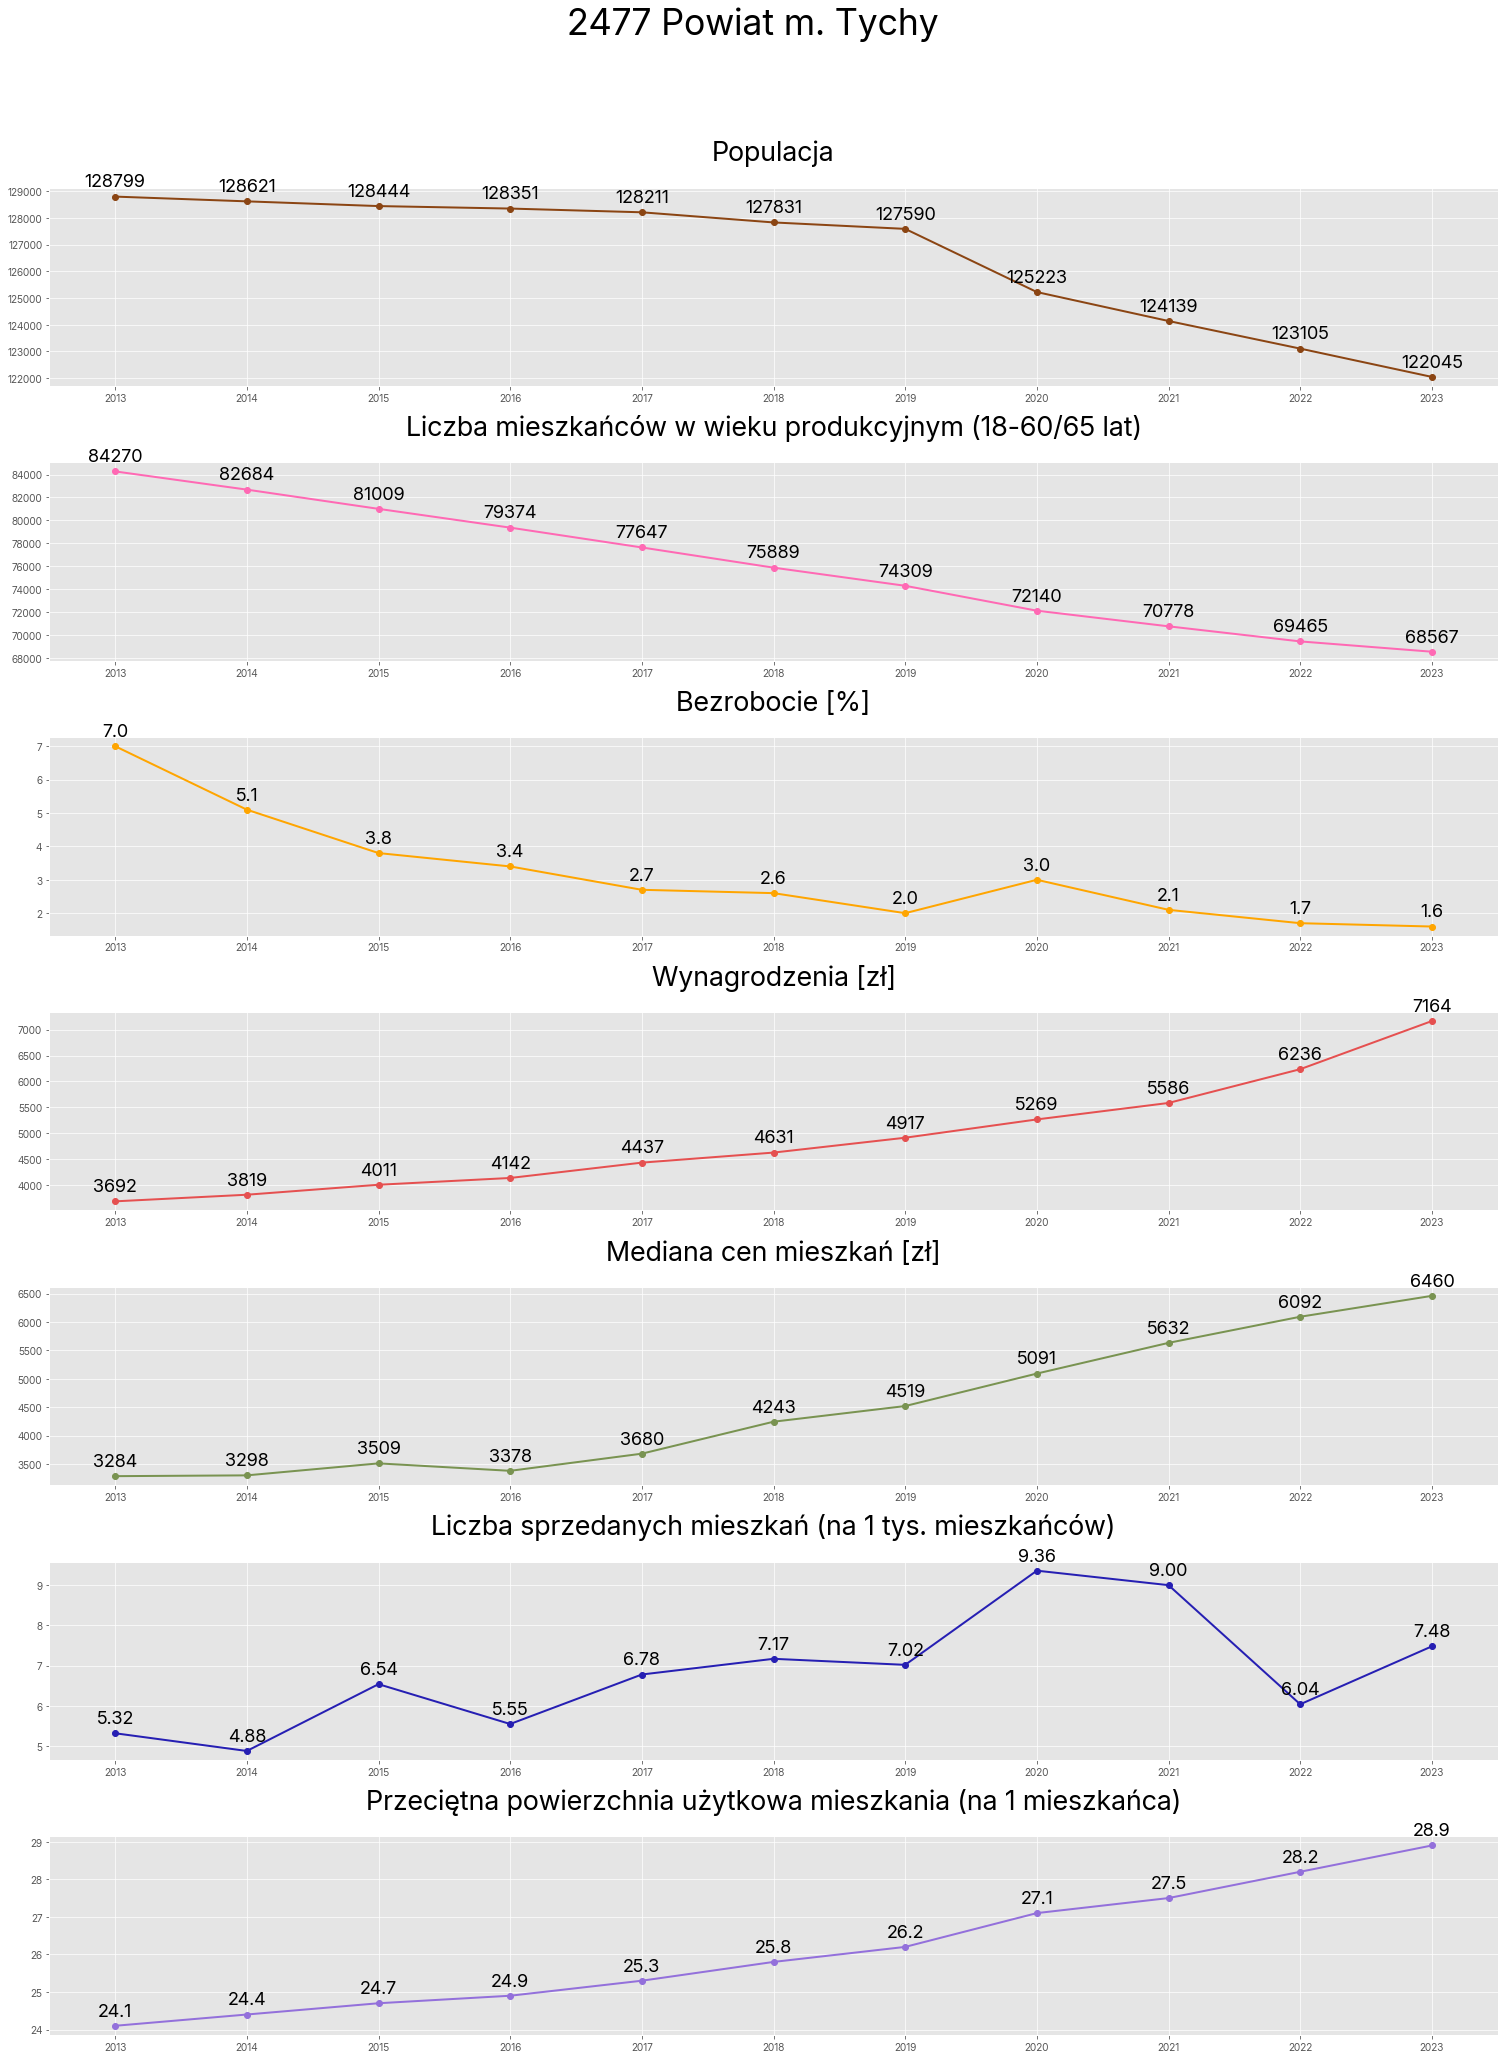 2477 Powiat m. Tychy
Populacja
128799 128621 128444 128351 128211 127831 127590 125223 124139 123105 122045
129000
128000
127000
126000
125000
124000
123000
122000
2013 2014 2015 2016 2017 2018 2019 2020 2021 2022 2023
Liczba mieszkańców w wieku produkcyjnym (18-60/65 lat)
84270 82684 81009 79374 77647 75889 74309 72140 70778 69465 68567
84000
82000
80000
78000
76000
74000
72000
70000
68000
2013 2014 2015 2016 2017 2018 2019 2020 2021 2022 2023
Bezrobocie [%]
7.0 5.1 3.8 3.4 2.7 2.6 2.0 3.0 2.1 1.7 1.6
7
6
5
4
3
2
2013 2014 2015 2016 2017 2018 2019 2020 2021 2022 2023
Wynagrodzenia [zł]
3692 3819 4011 4142 4437 4631 4917 5269 5586 6236 7164
7000
6500
6000
5500
5000
4500
4000
2013 2014 2015 2016 2017 2018 2019 2020 2021 2022 2023
Mediana cen mieszkań [zł]
3284 3298 3509 3378 3680 4243 4519 5091 5632 6092 6460
6500
6000
5500
5000
4500
4000
3500
2013 2014 2015 2016 2017 2018 2019 2020 2021 2022 2023
Liczba sprzedanych mieszkań (na 1 tys. mieszkańców)
5.32 4.88 6.54 5.55 6.78 7.17 7.02 9.36 9.00 6.04 7.48
9
8
7
6
5
2013 2014 2015 2016 2017 2018 2019 2020 2021 2022 2023
Przeciętna powierzchnia użytkowa mieszkania (na 1 mieszkańca)
24.1 24.4 24.7 24.9 25.3 25.8 26.2 27.1 27.5 28.2 28.9
29
28
27
26
25
24
2013 2014 2015 2016 2017 2018 2019 2020 2021 2022 2023